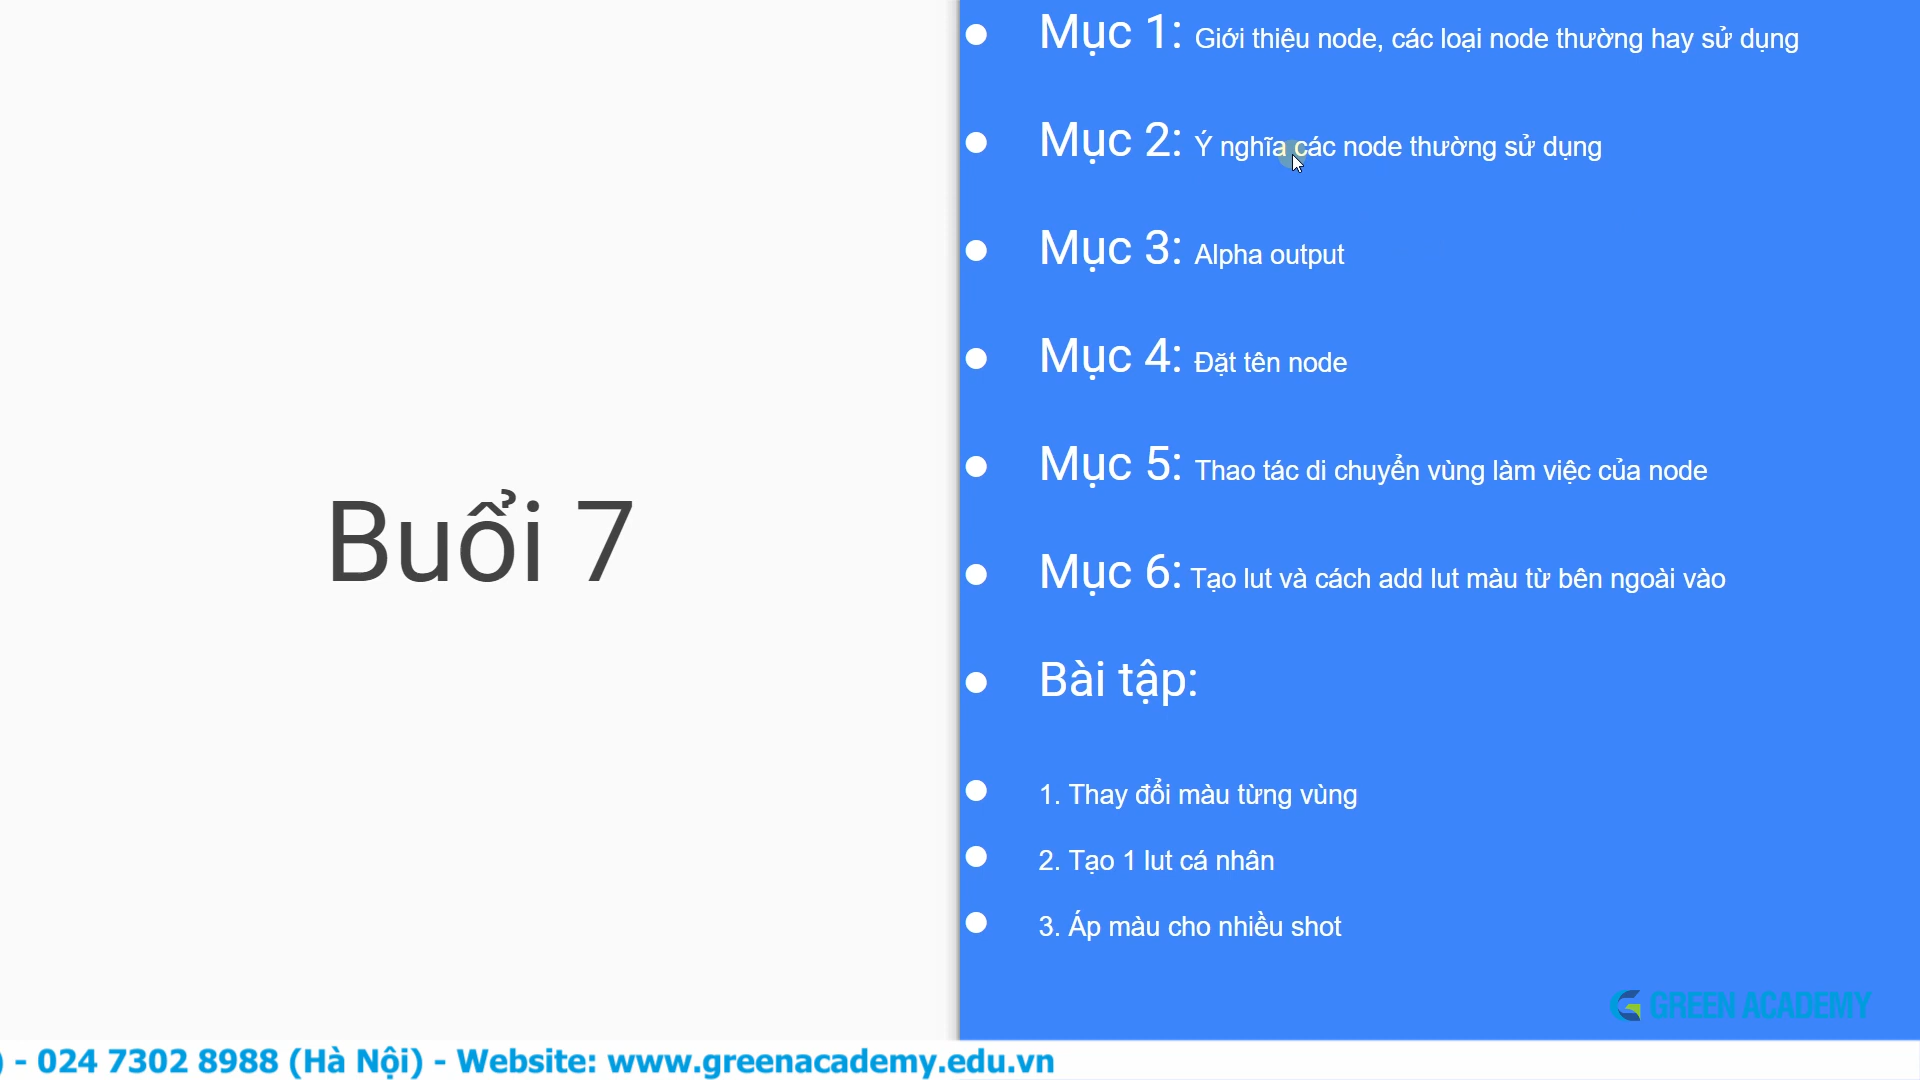 Buổi 7
Mục 1: Giới thiệu node, các loại node thường hay sử dụng
Mục 2: Ý nghĩa các node thường sử dụng
Mục 3: Alpha output
Mục 4: Đặt tên node
Mục 5: Thao tác di chuyển vùng làm việc của node
Mục 6: Tạo lut và cách add lut màu từ bên ngoài vào
Bài tập:
1. Thay đổi màu từng vùng
2. Tạo 1 lut cá nhân
3. Áp màu cho nhiều shot
GREEN ACADEMY
) - 024 7302 8988 (Hà Nội) - Website: www.greenacademy.edu.vn